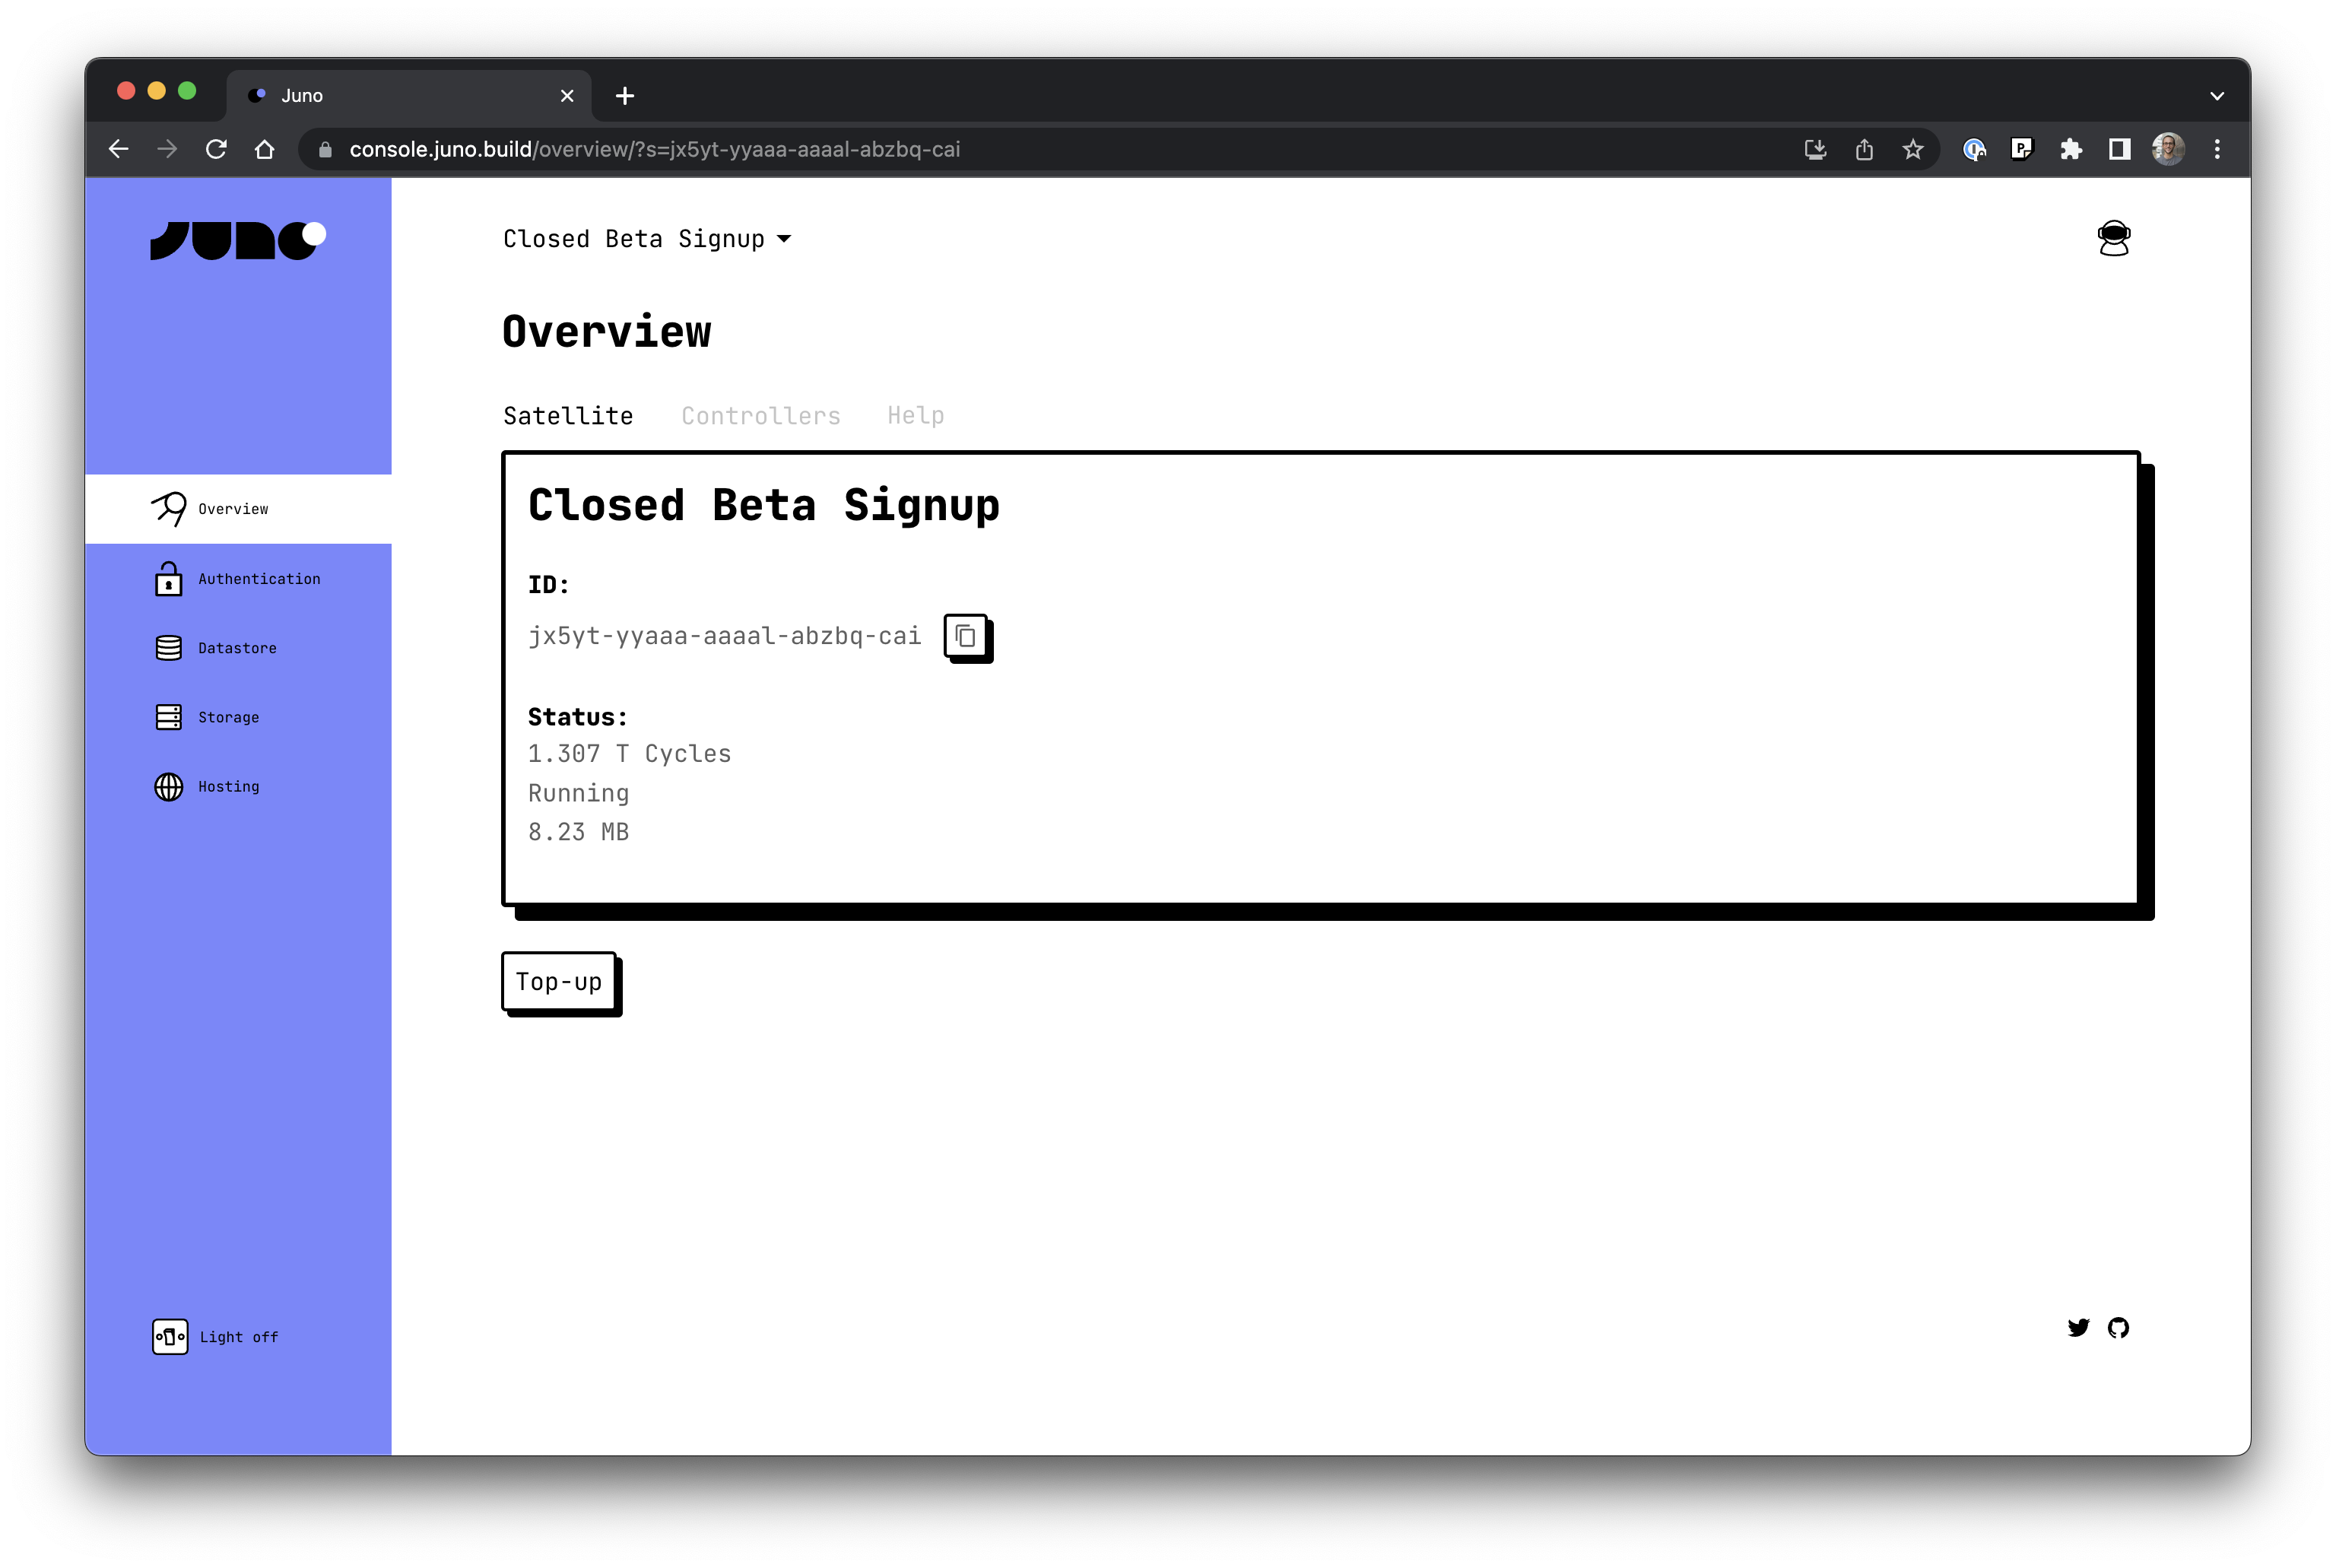 Juno
console.juno.build/overview/?s=jx5yt-yyaaa-aaaal-abzbq-cai
P
JUNO
Closed Beta Signup
Overview
Satellite Controllers Help
Overview
Authentication
Datastore
Storage
Hosting
Closed Beta Signup
ID:
jx5yt-yyaaa-aaaal-abzbq-cai
Status:
1.307 T Cycles
Running
8.23 MB
Top-up
Light off